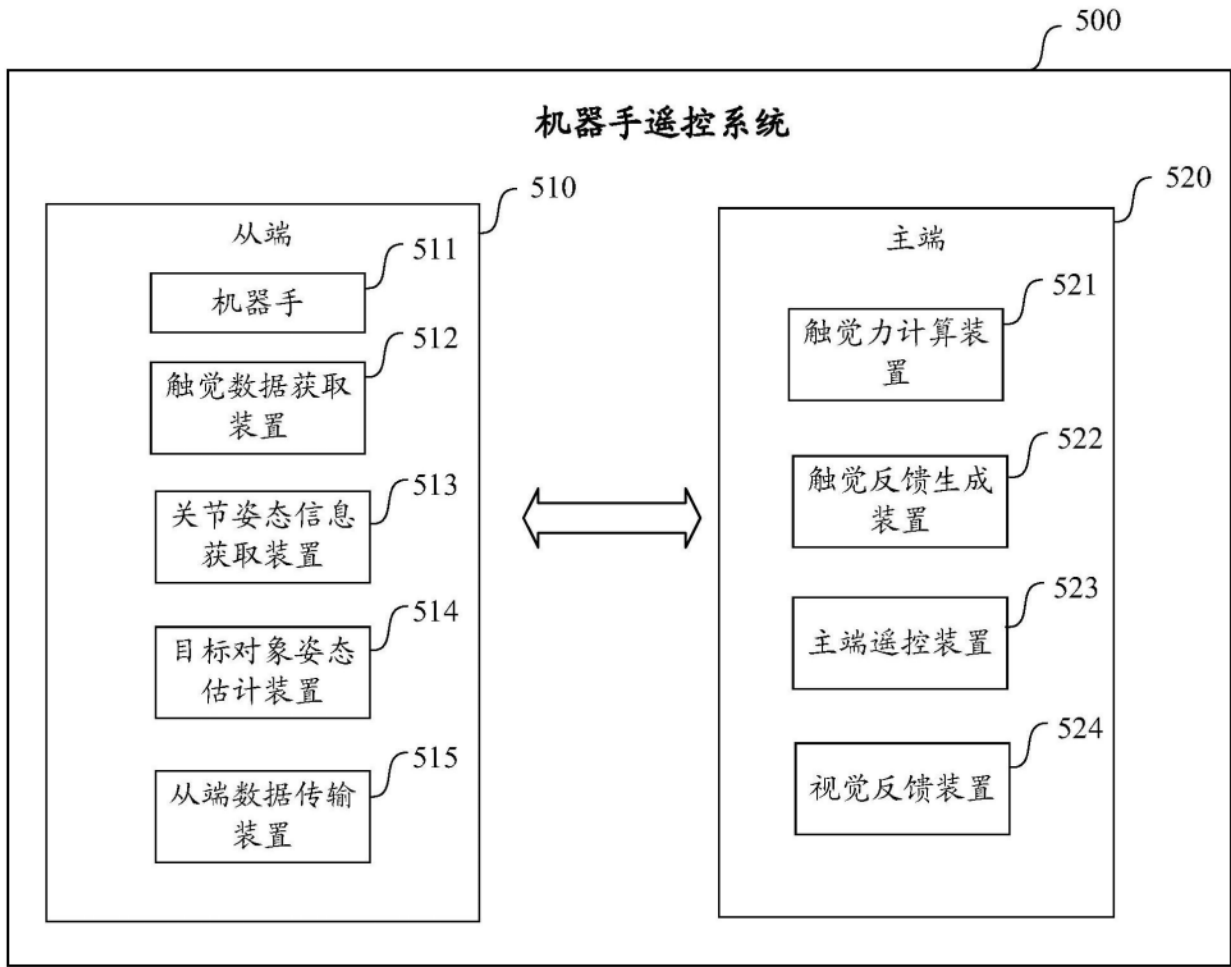 500
机器手遥控系统
510
从端
511
机器手
512
触觉数据获取
装置
513
关节姿态信息
获取装置
514
目标对象姿态
估计装置
515
从端数据传输
装置
520
主端
521
触觉力计算装
置
522
触觉反馈生成
装置
523
主端遥控装置
524
视觉反馈装置